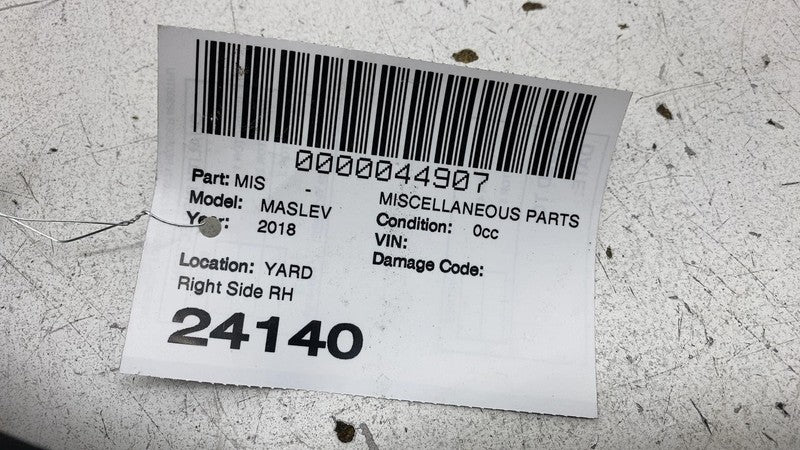 0000044907
Part: MIS - MISCELLANEOUS PARTS
Model: MASLEV Condition: 0cc
Year: 2018 VIN:
Damage Code:
Location: YARD
Right Side RH
24140